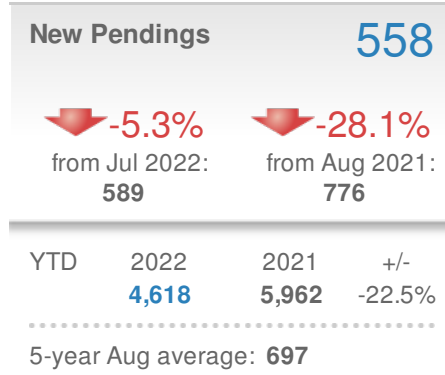 New Pendings 558
-5.3% -28.1%
from Jul 2022: from Aug 2021:
589 776
YTD 2022 2021 +/-
4,618 5,962 -22.5%
5-year Aug average: 697